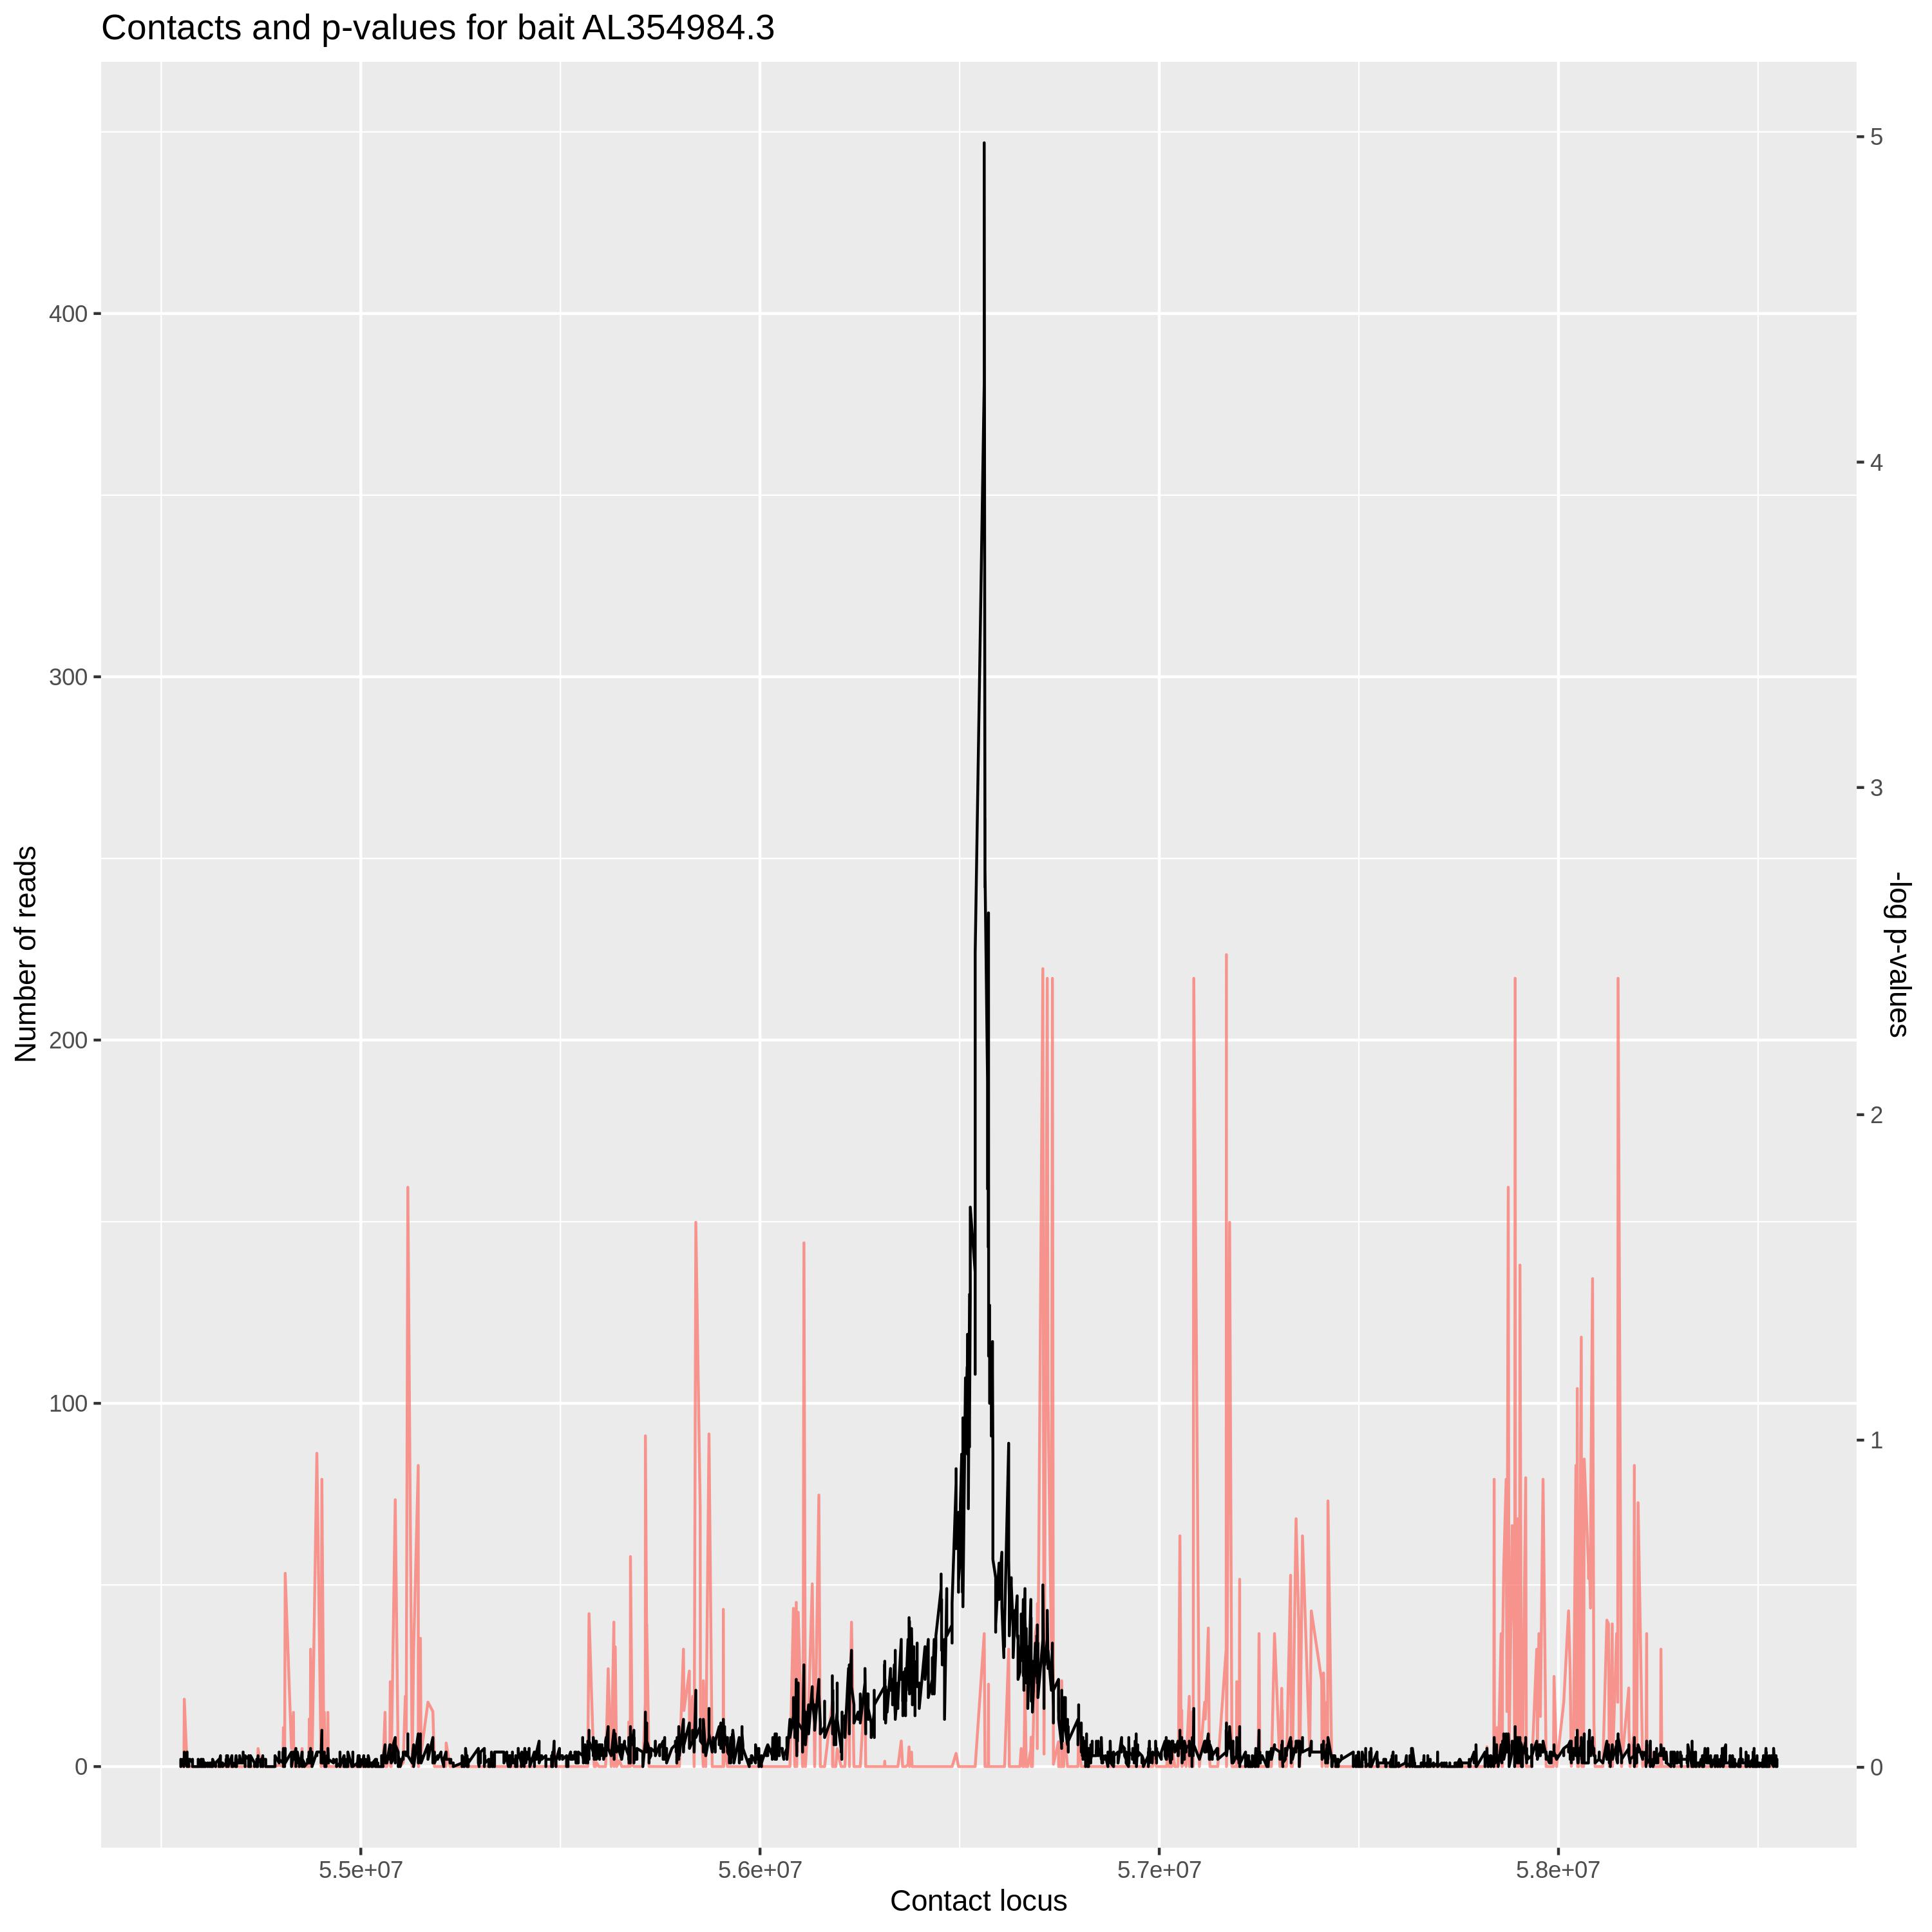 Contacts and p-values for bait AL354984.3
Number of reads
400
300
200
100
0
5
4
3
2
1
0
-log p-values
5.5e+07 5.6e+07 5.7e+07 5.8e+07
Contact locus